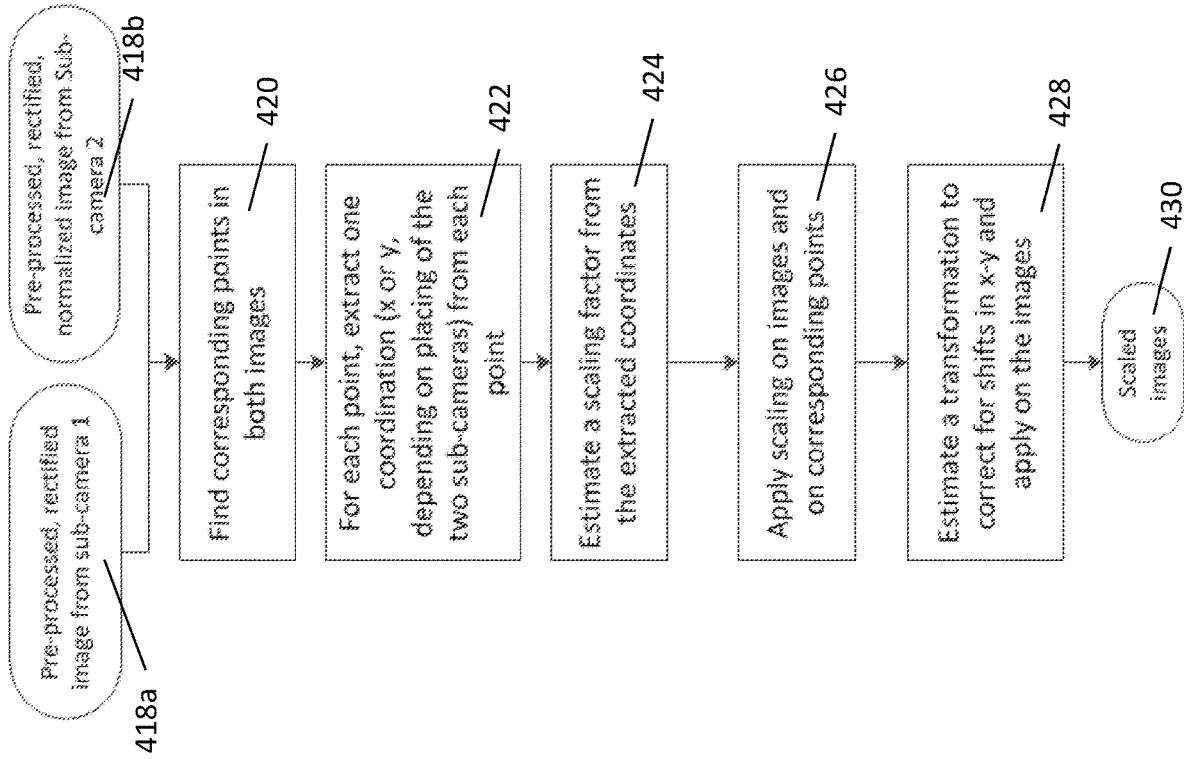 Pre-processed, rectified
image from sub-camera 1
418a
Pre-processed, rectified,
normalized image from Sub-
camera 2
418b
Find corresponding points in
both images
420
For each point, extract one
coordination (x or y,
depending on placing of the
two sub-cameras) from each
point
422
Estimate a scaling factor from
the extracted coordinates
424
Apply scaling on images and
on corresponding points
426
Estimate a transformation to
correct for shifts in x-y and
apply on the images
428
Scaled
images
430